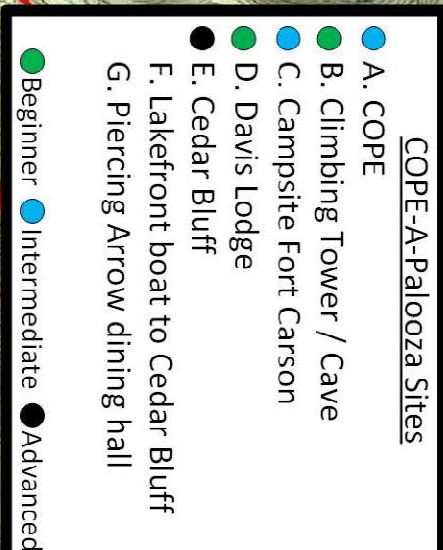 COPE-A-Palooza Sites
A. COPE
B. Climbing Tower / Cave
C. Campsite Fort Carson
D. Davis Lodge
E. Cedar Bluff
F. Lakefront boat to Cedar Bluff
G. Piercing Arrow dining hall
Beginner Intermediate Advanced